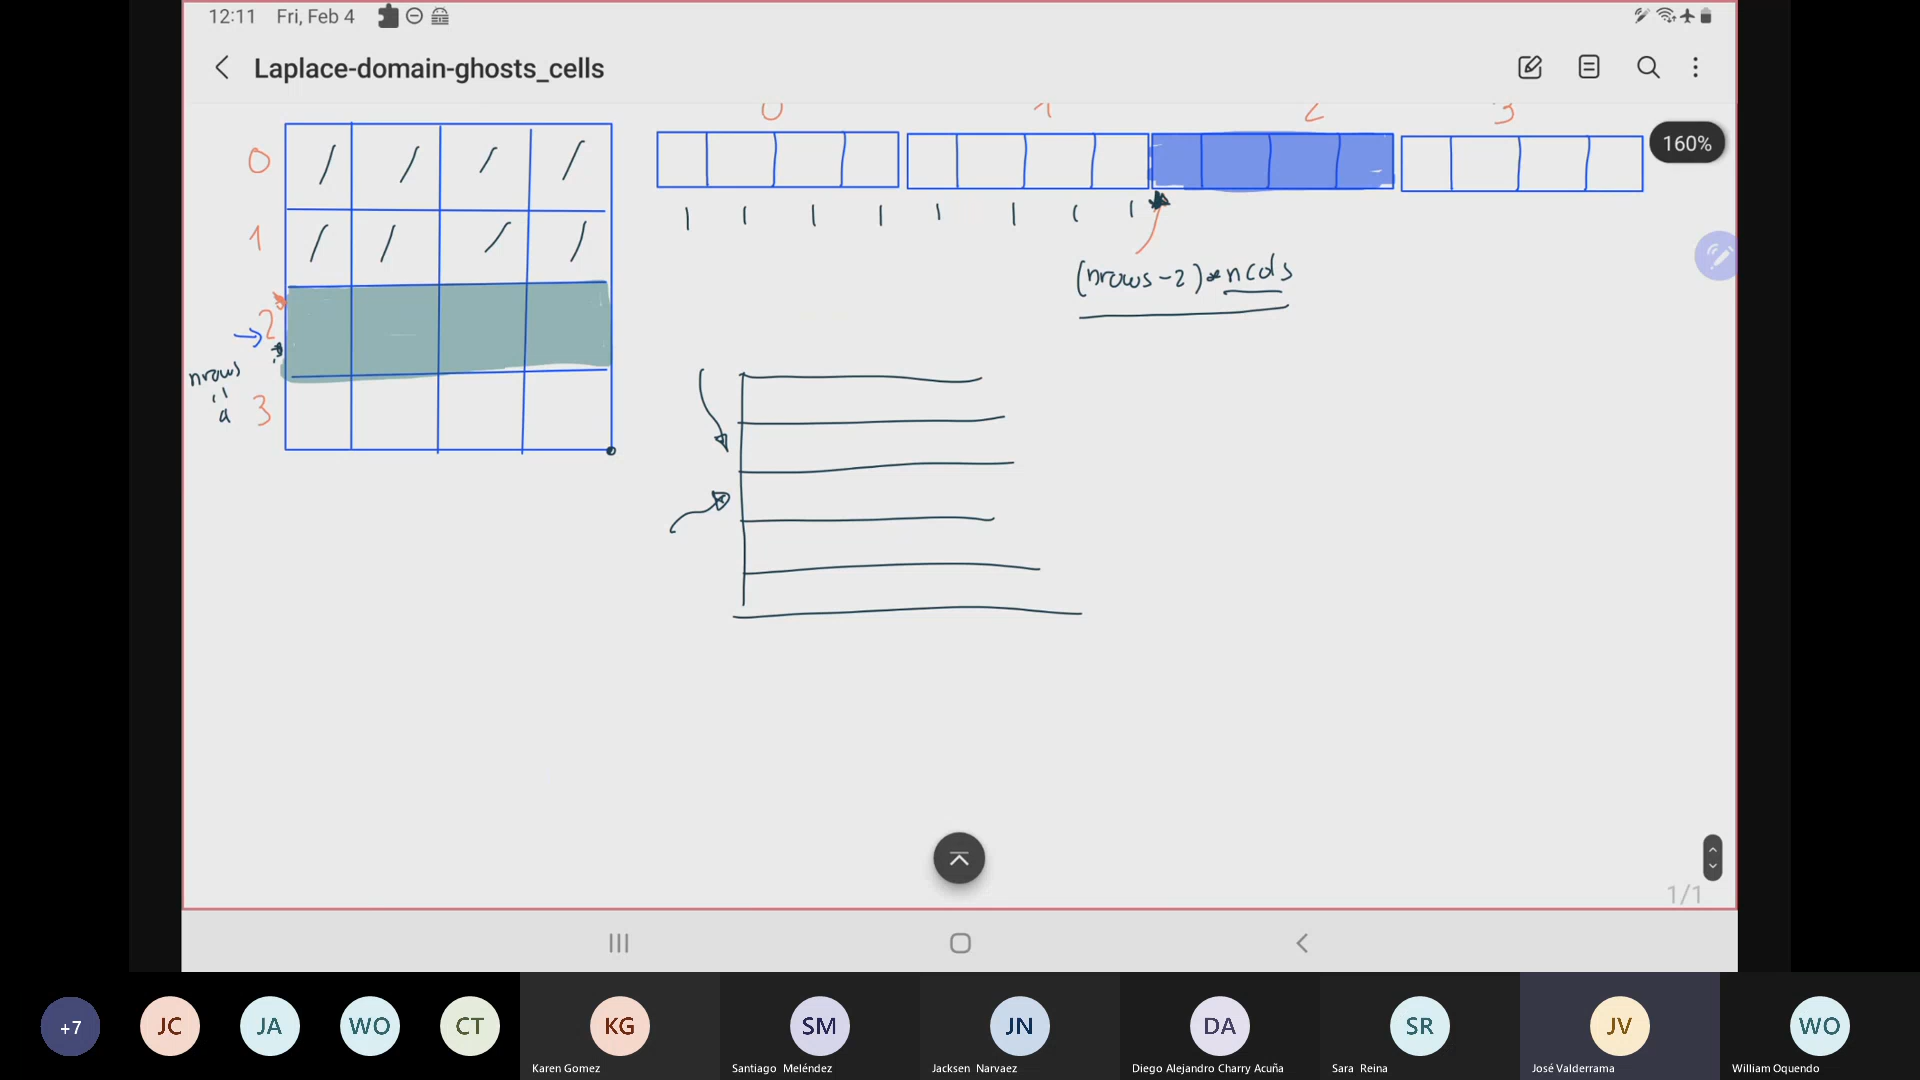 12:11 Fri, Feb 4
Laplace-domain-ghosts_cells
160%
0 1 2 3
0
1
2
3
nrows
(nrows-2)*ncols
1/1
+7
JC
JA
WO
CT
KG
SM
JN
DA
SR
JV
WO
Karen Gomez
Santiago Meléndez
Jacksen Narvaez
Diego Alejandro Charry Acuña
Sara Reina
José Valderrama
William Oquendo